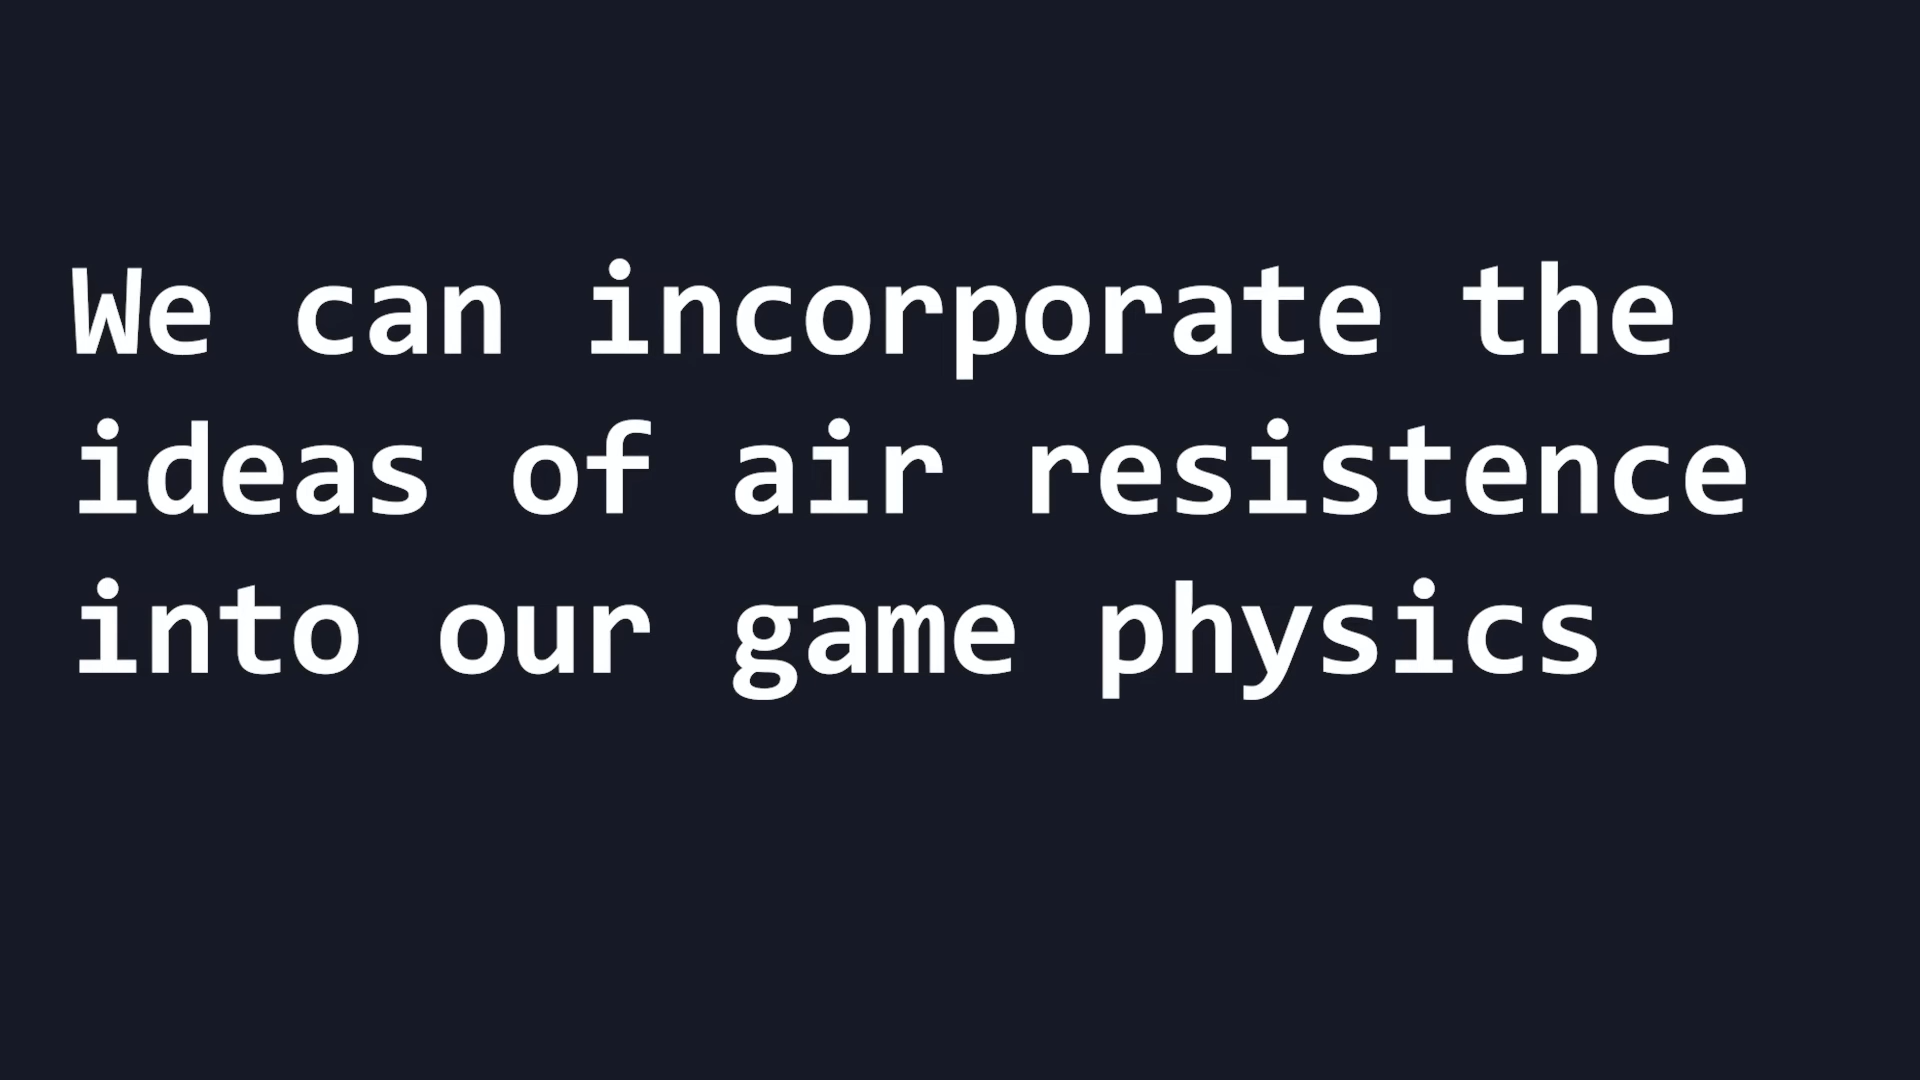 We can incorporate the
ideas of air resistence
into our game physics